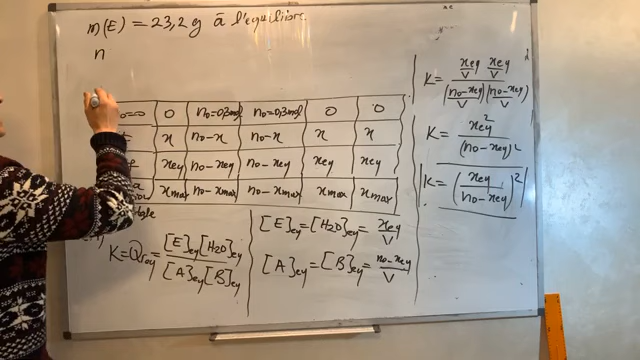 m(E) = 23,2 g à l'équilibre
n
0 n₀=0,3mol n₀=0,3mol 0 0
x n₀-x n₀-x x x
xeq n₀-xeq n₀-xeq xeq xeq
xmax n₀-xmax n₀-xmax xmax xmax
K = Qr,eq = [E]eq[H2O]eq / [A]eq[B]eq
[E]eq = [H2O]eq = xeq/V
[A]eq = [B]eq = n₀-xeq/V
K = xeq/V xeq/V / (n₀-xeq/V)(n₀-xeq/V)
K = xeq² / (n₀-xeq)²
K = (xeq / n₀-xeq)²